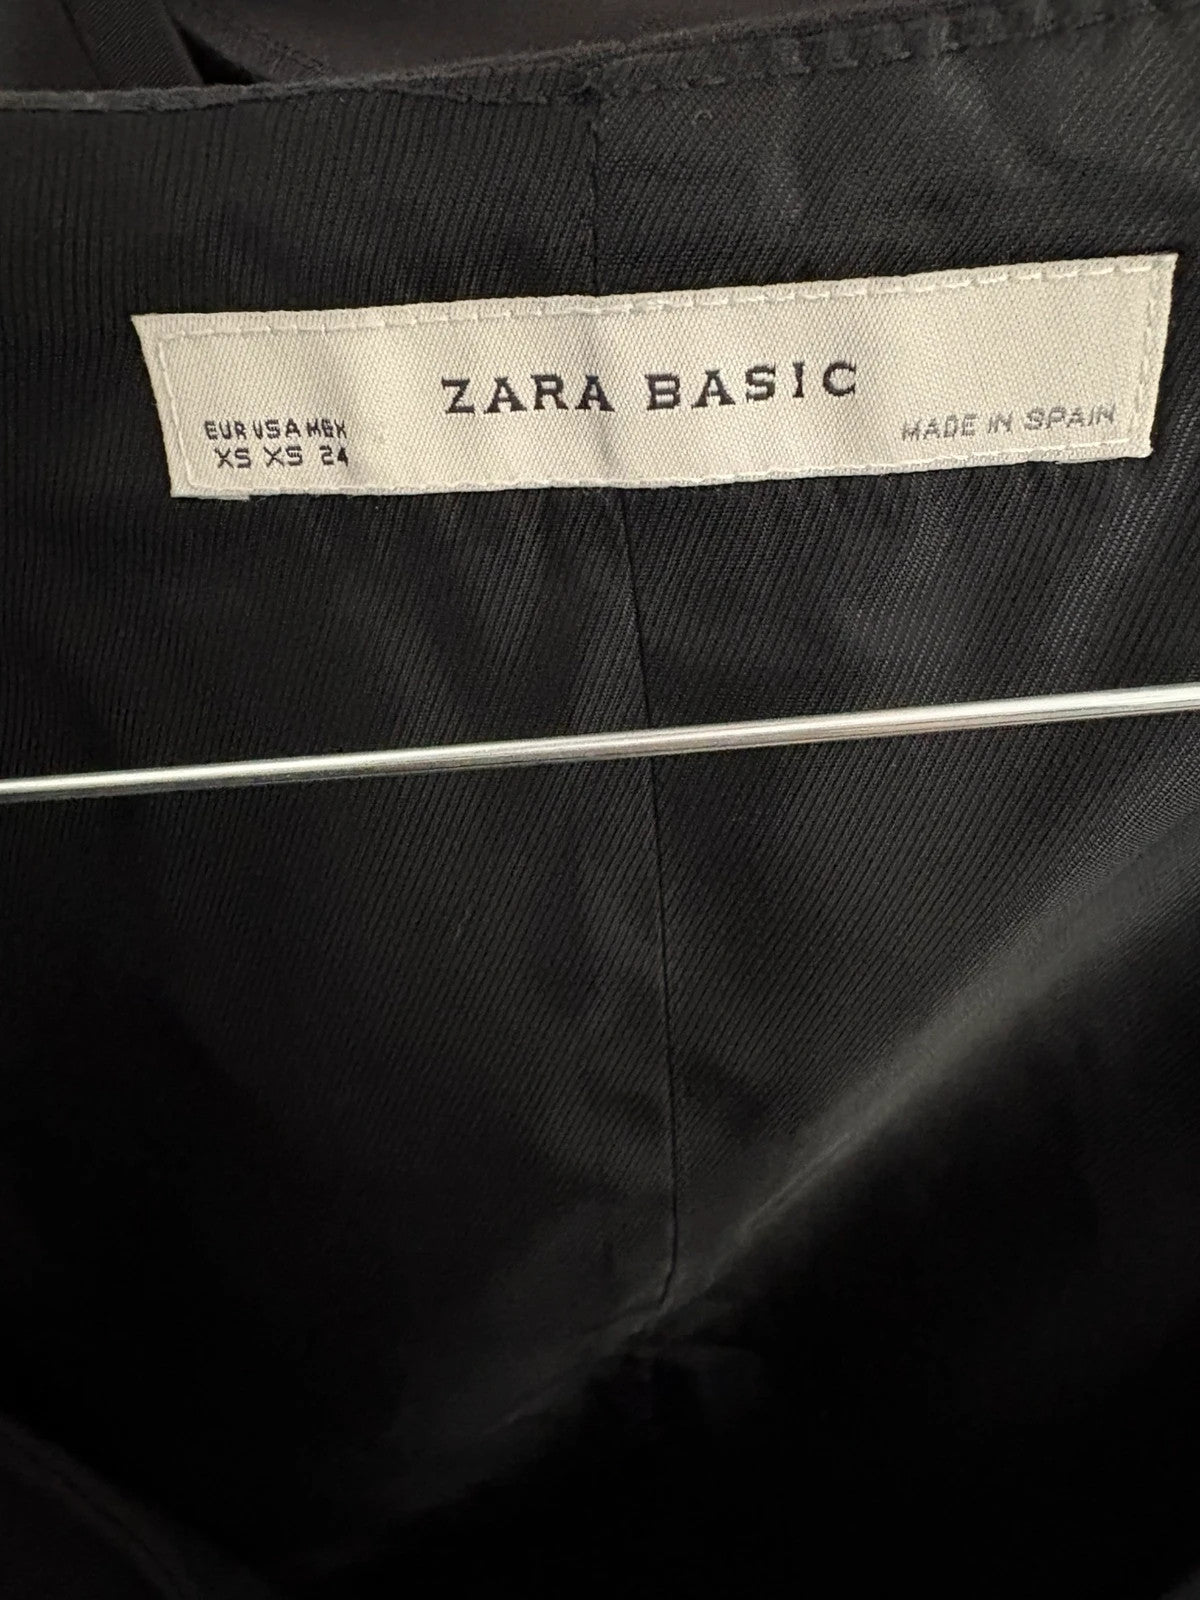 ZARA BASIC
EUR USA MEX
XS XS 24
MADE IN SPAIN